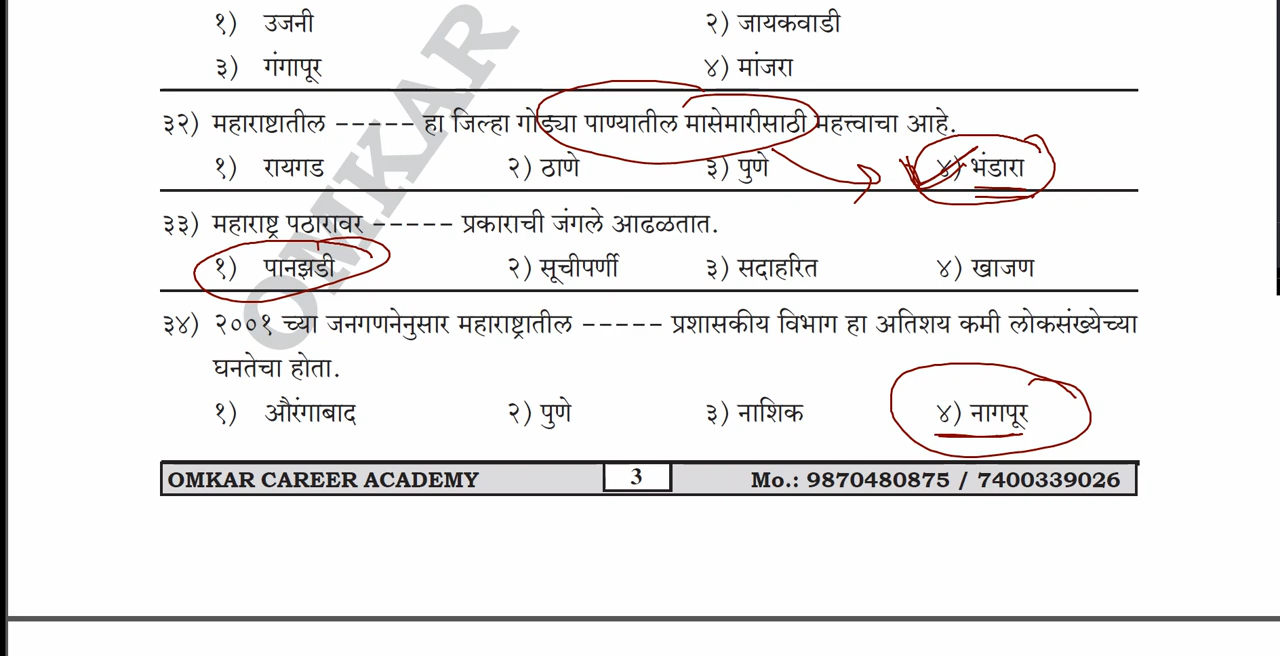 १) उजनी २) जायकवाडी
३) गंगापूर ४) मांजरा
३२) महाराष्टातील ----- हा जिल्हा गोड्या पाण्यातील मासेमारीसाठी महत्त्वाचा आहे.
१) रायगड २) ठाणे ३) पुणे ४) भंडारा
३३) महाराष्ट्र पठारावर ----- प्रकाराची जंगले आढळतात.
१) पानझडी २) सूचीपर्णी ३) सदाहरित ४) खाजण
३४) २००१ च्या जनगणनेनुसार महाराष्ट्रातील ----- प्रशासकीय विभाग हा अतिशय कमी लोकसंख्येच्या
घनतेचा होता.
१) औरंगाबाद २) पुणे ३) नाशिक ४) नागपूर
OMKAR CAREER ACADEMY 3 Mo.: 9870480875 / 7400339026
OMKAR